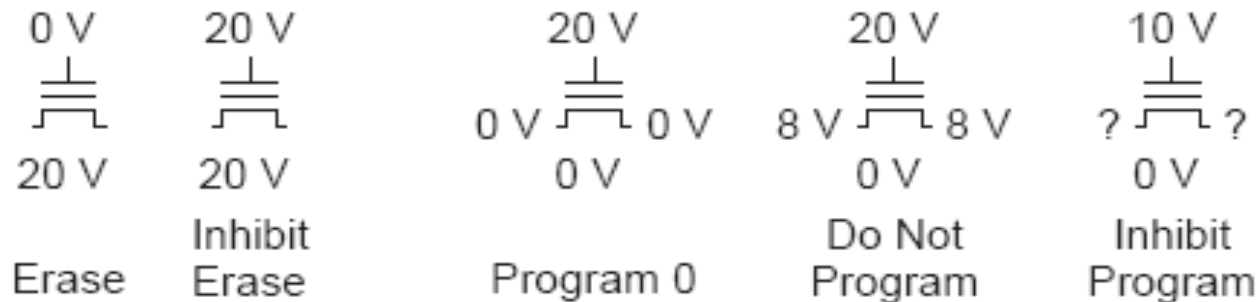 0 V 20 V 20 V 20 V 10 V
0 V 0 V 8 V 8 V ? ?
20 V 20 V 0 V 0 V 0 V
Inhibit Do Not Inhibit
Erase Erase Program 0 Program Program